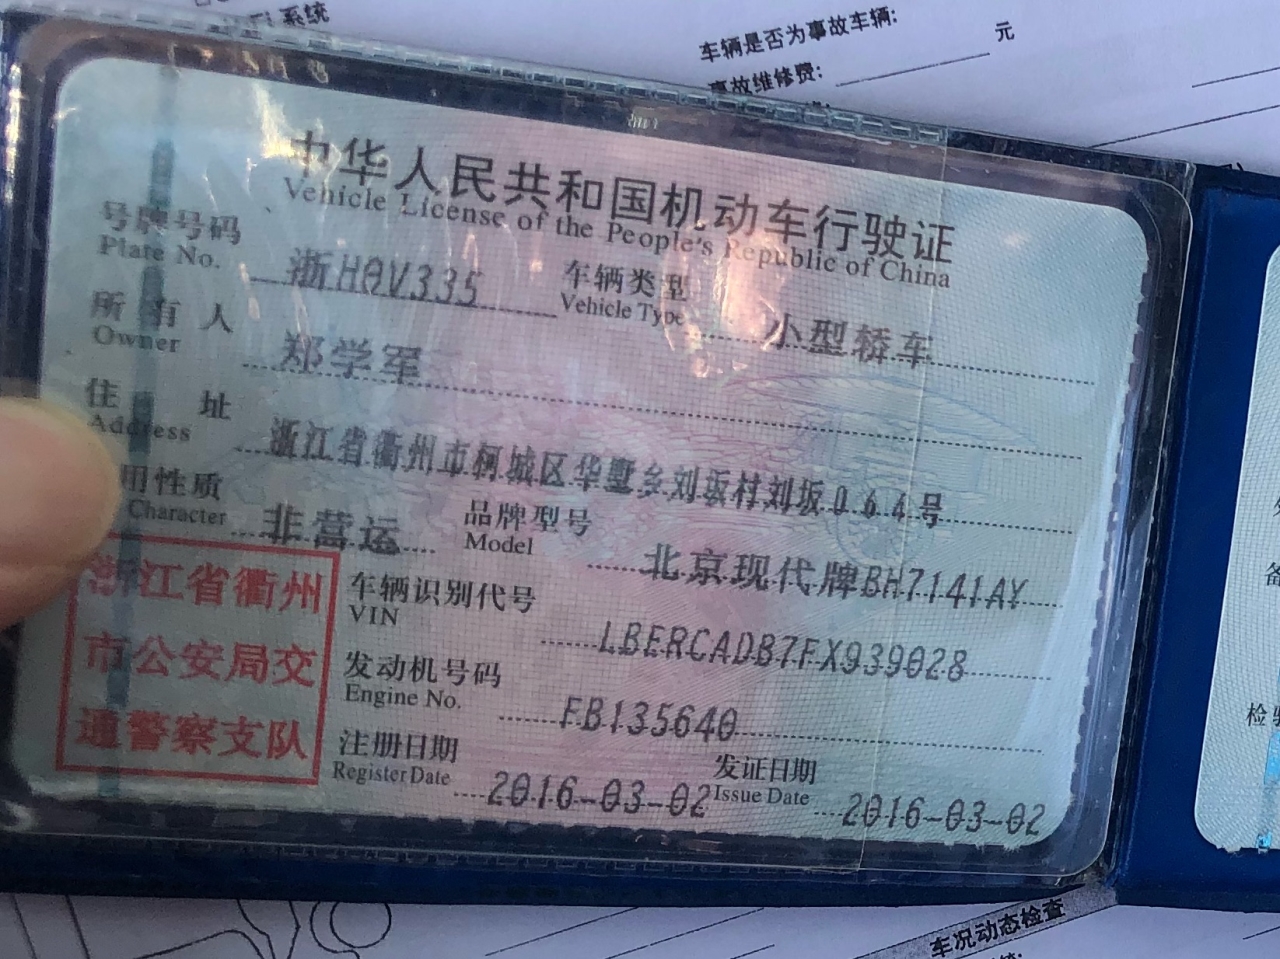 系统
车辆是否为事故车辆:
元
事故维修费:
中华人民共和国机动车行驶证
Vehicle License of the People's Republic of China
号牌号码
Plate No.
浙H0V335
车辆类型
Vehicle Type
小型轿车
所有人
Owner
郑学军
住址
Address
浙江省衢州市柯城区华墅乡刘坂村刘坂064号
用性质
Character
非营运
品牌型号
Model
北京现代牌BH7141AY
浙江省衢州
市公安局交
通警察支队
车辆识别代号
VIN
LBERCADB7FX939028
发动机号码
Engine No.
FB135640
注册日期
Register Date
2016-03-02
发证日期
Issue Date
2016-03-02
检验
车况动态检查